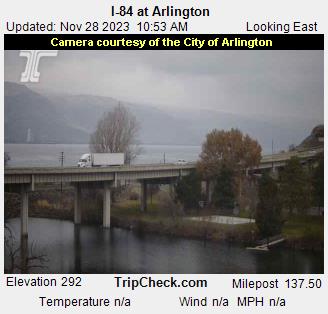 I-84 at Arlington
Updated: Nov 28 2023 10:53 AM Looking East
Camera courtesy of the City of Arlington
Elevation 292 TripCheck.com Milepost 137.50
Temperature n/a Wind n/a MPH n/a